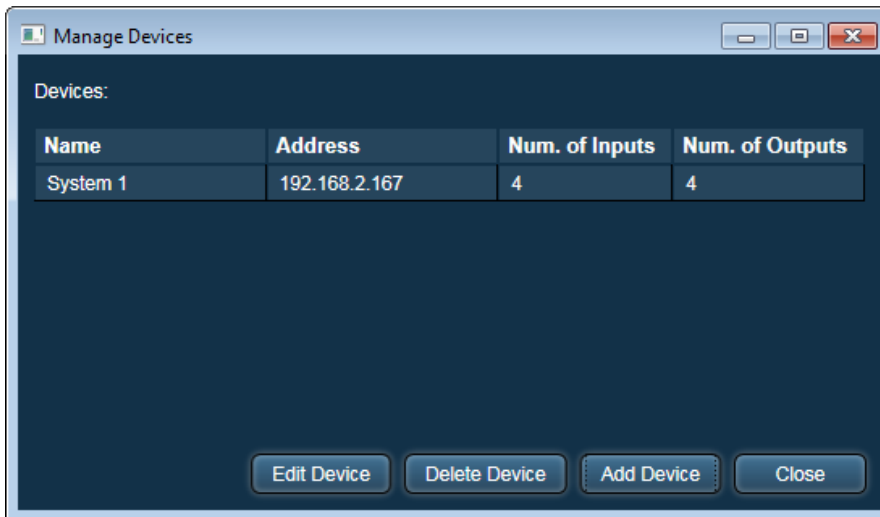 Manage Devices
Devices:
Name Address Num. of Inputs Num. of Outputs
System 1 192.168.2.167 4 4
Edit Device Delete Device Add Device Close